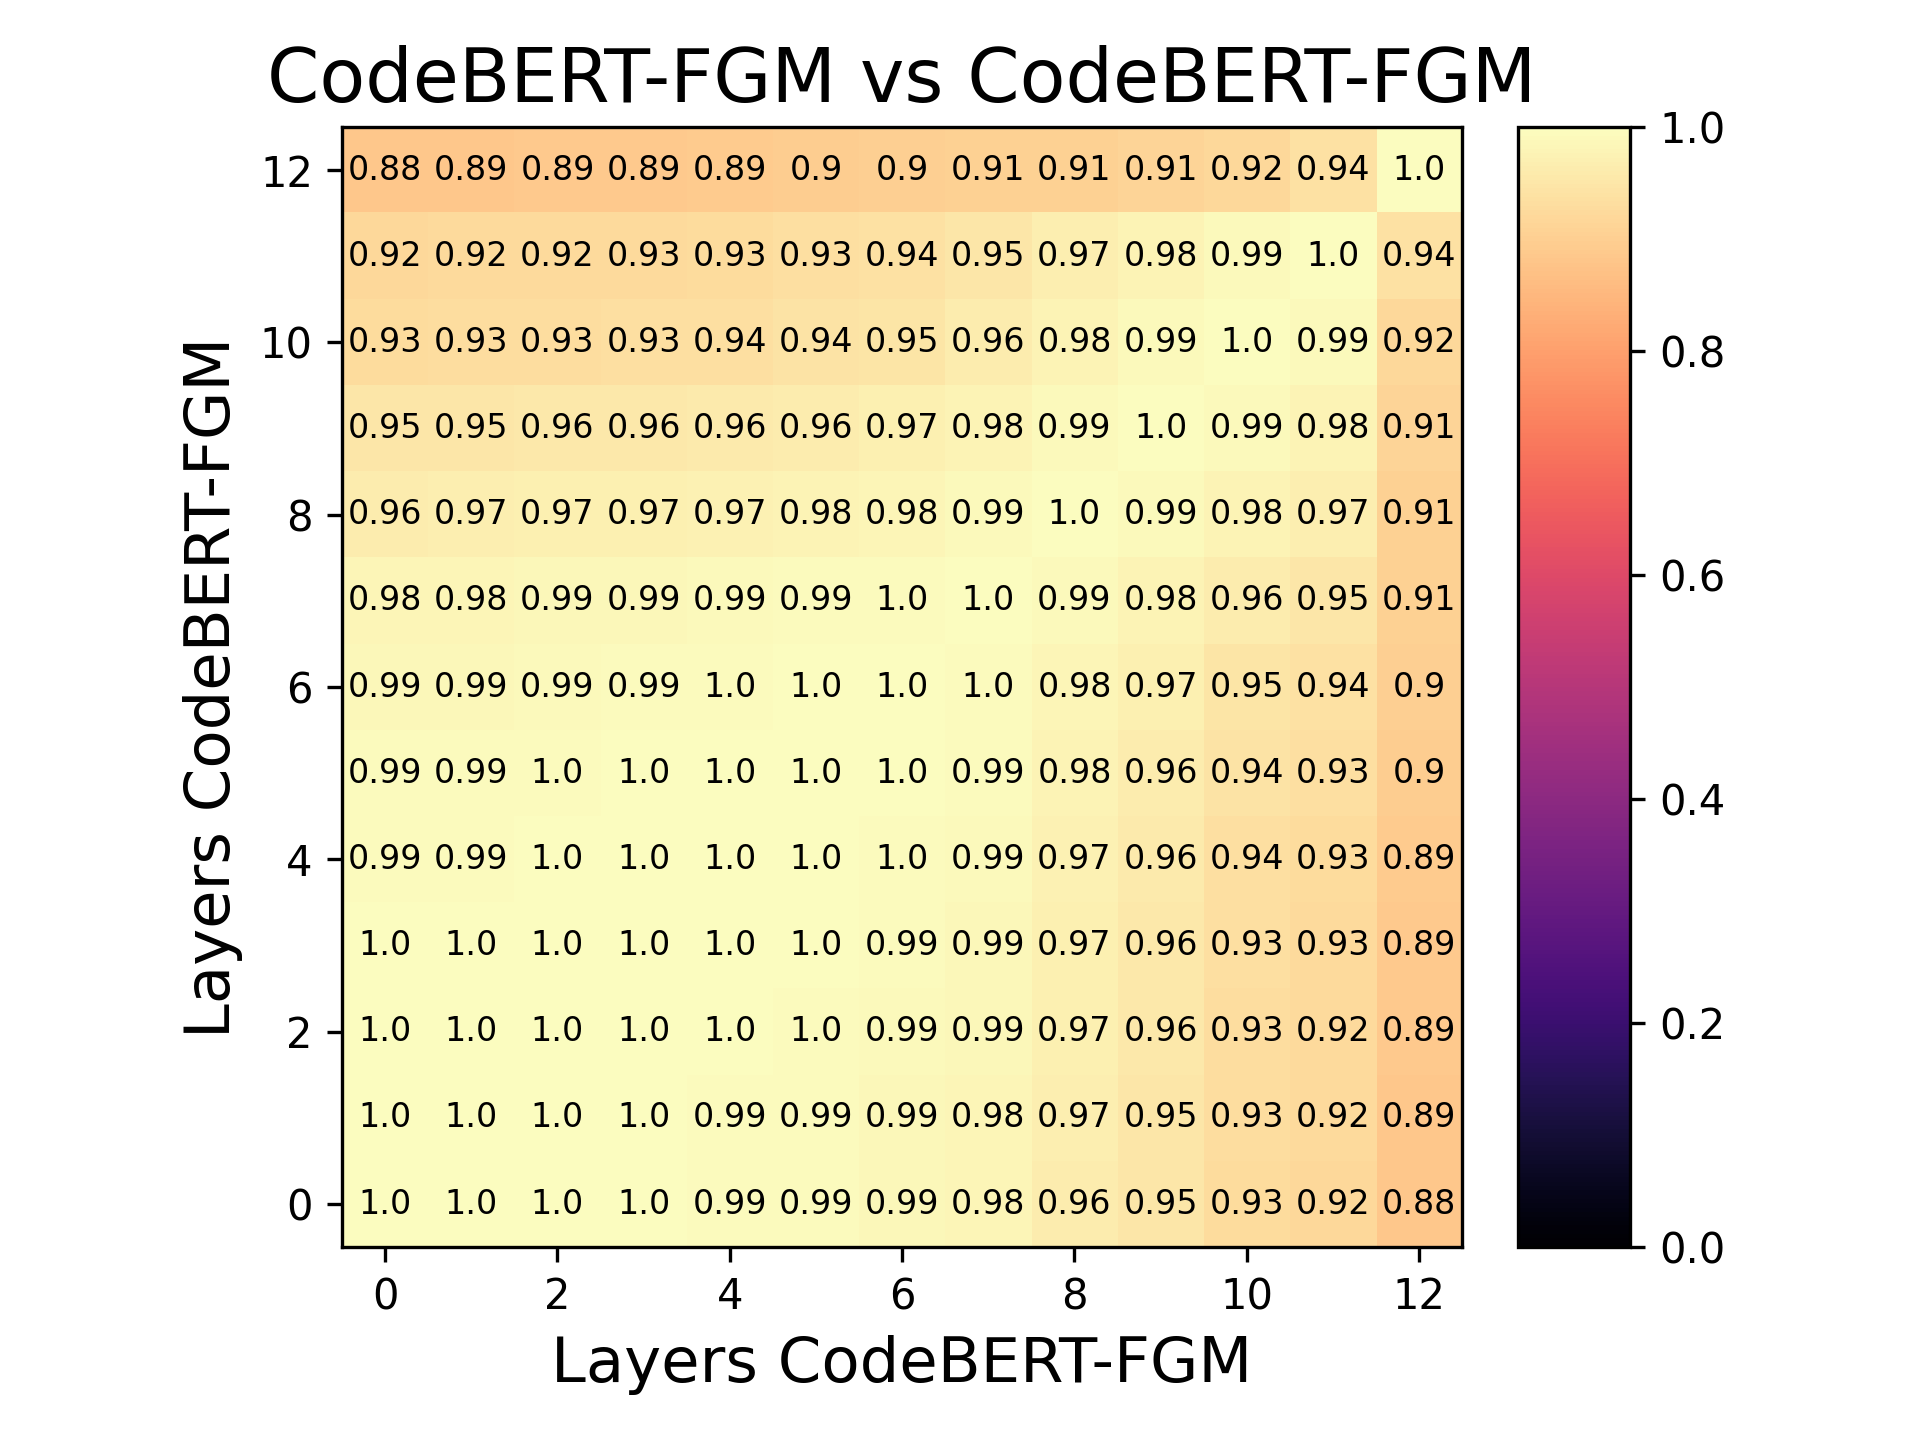 CodeBERT-FGM vs CodeBERT-FGM
12 0.88 0.89 0.89 0.89 0.89 0.9 0.9 0.91 0.91 0.91 0.92 0.94 1.0
0.92 0.92 0.92 0.93 0.93 0.93 0.94 0.95 0.97 0.98 0.99 1.0 0.94
10 0.93 0.93 0.93 0.93 0.94 0.94 0.95 0.96 0.98 0.99 1.0 0.99 0.92
0.95 0.95 0.96 0.96 0.96 0.96 0.97 0.98 0.99 1.0 0.99 0.98 0.91
8 0.96 0.97 0.97 0.97 0.97 0.98 0.98 0.99 1.0 0.99 0.98 0.97 0.91
0.98 0.98 0.99 0.99 0.99 0.99 1.0 1.0 0.99 0.98 0.96 0.95 0.91
6 0.99 0.99 0.99 0.99 1.0 1.0 1.0 1.0 0.98 0.97 0.95 0.94 0.9
0.99 0.99 1.0 1.0 1.0 1.0 1.0 0.99 0.98 0.96 0.94 0.93 0.9
4 0.99 0.99 1.0 1.0 1.0 1.0 1.0 0.99 0.97 0.96 0.94 0.93 0.89
1.0 1.0 1.0 1.0 1.0 1.0 0.99 0.99 0.97 0.96 0.93 0.93 0.89
2 1.0 1.0 1.0 1.0 1.0 1.0 0.99 0.99 0.97 0.96 0.93 0.92 0.89
1.0 1.0 1.0 1.0 0.99 0.99 0.99 0.98 0.97 0.95 0.93 0.92 0.89
0 1.0 1.0 1.0 1.0 0.99 0.99 0.99 0.98 0.96 0.95 0.93 0.92 0.88
0 2 4 6 8 10 12
Layers CodeBERT-FGM
Layers CodeBERT-FGM
1.0
0.8
0.6
0.4
0.2
0.0